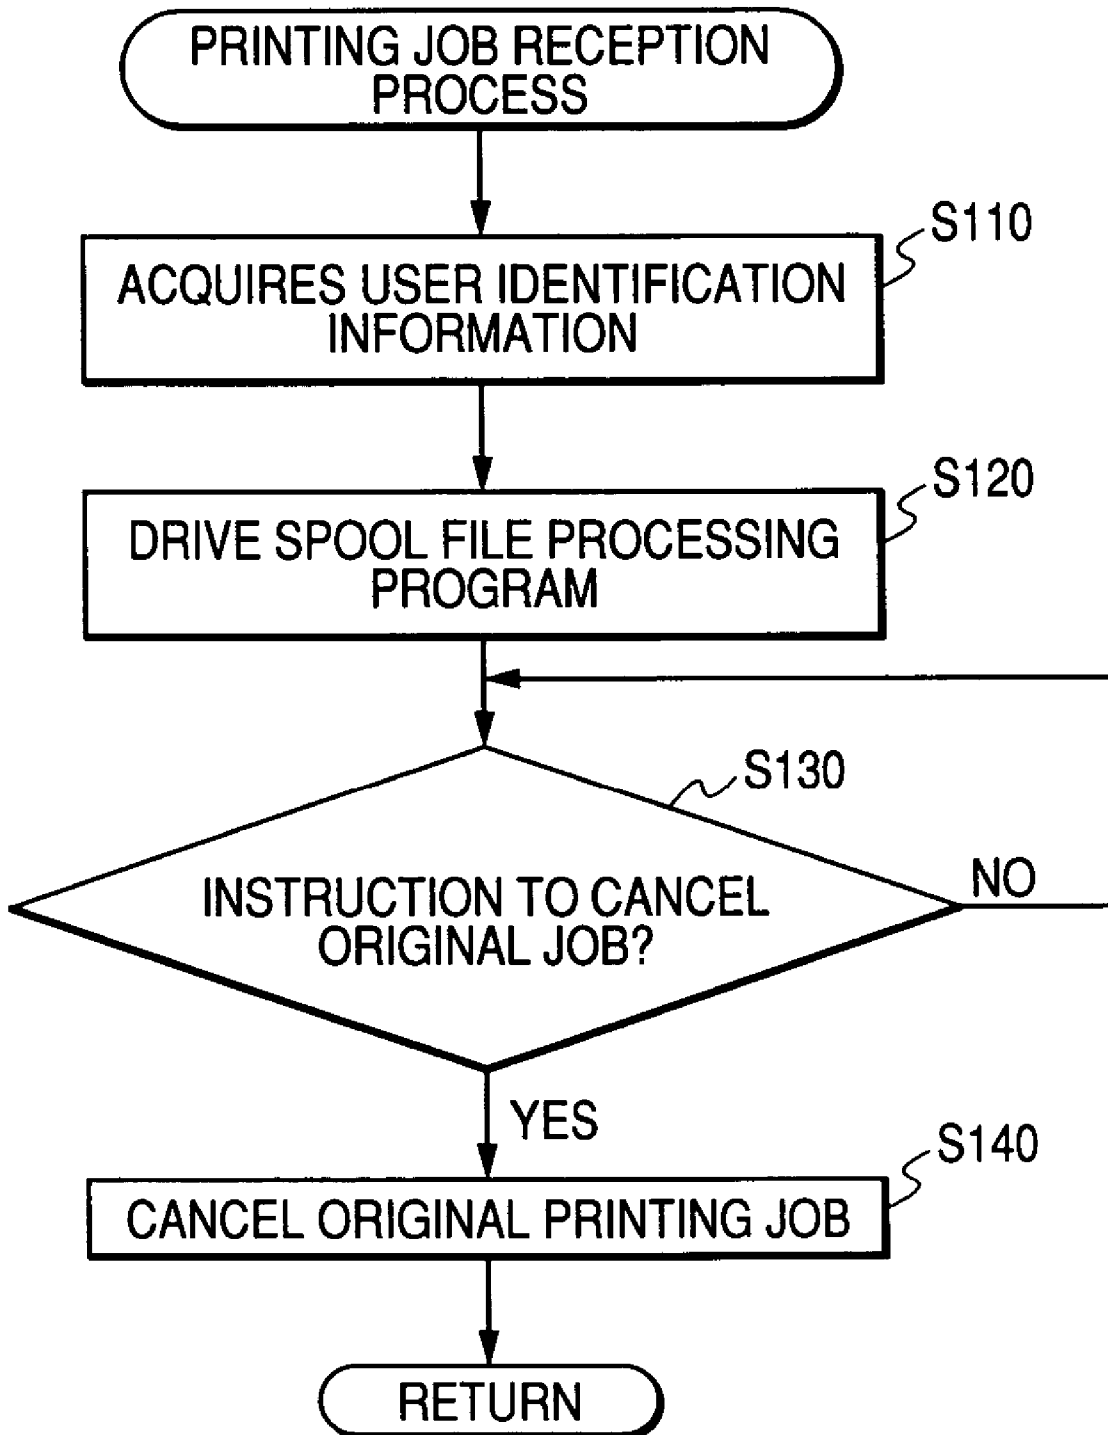 PRINTING JOB RECEPTION
PROCESS
S110
ACQUIRES USER IDENTIFICATION
INFORMATION
S120
DRIVE SPOOL FILE PROCESSING
PROGRAM
S130
INSTRUCTION TO CANCEL
ORIGINAL JOB?
NO
YES
S140
CANCEL ORIGINAL PRINTING JOB
RETURN